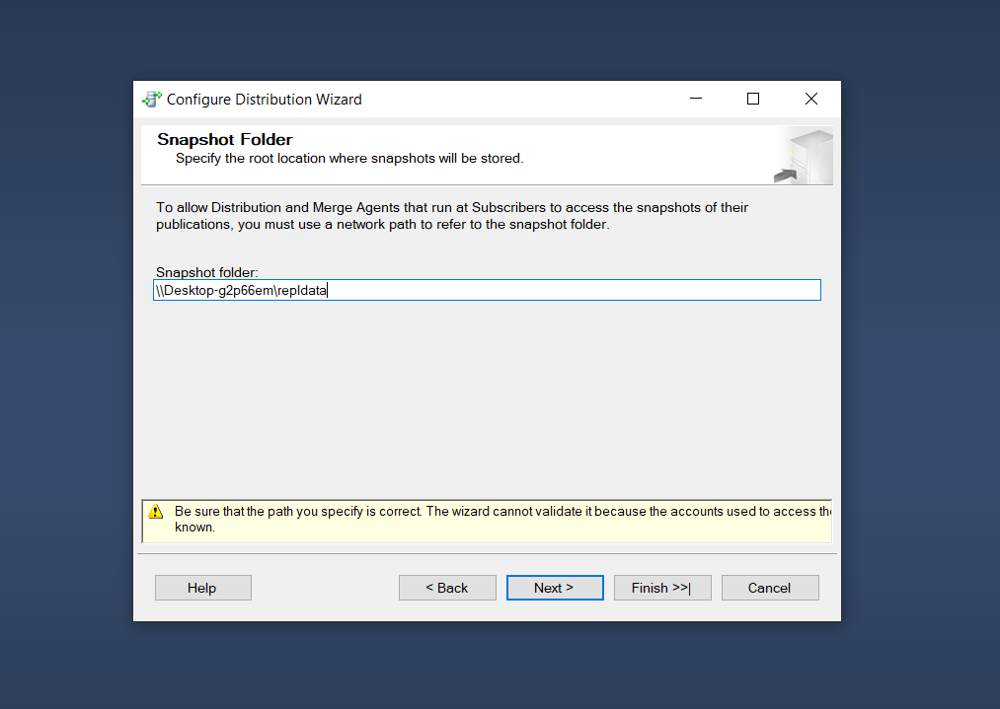 Configure Distribution Wizard
Snapshot Folder
Specify the root location where snapshots will be stored.
To allow Distribution and Merge Agents that run at Subscribers to access the snapshots of their
publications, you must use a network path to refer to the snapshot folder.
Snapshot folder:
\\Desktop-g2p66em\repldata
Be sure that the path you specify is correct. The wizard cannot validate it because the accounts used to access the
known.
Help
< Back
Next >
Finish >>|
Cancel